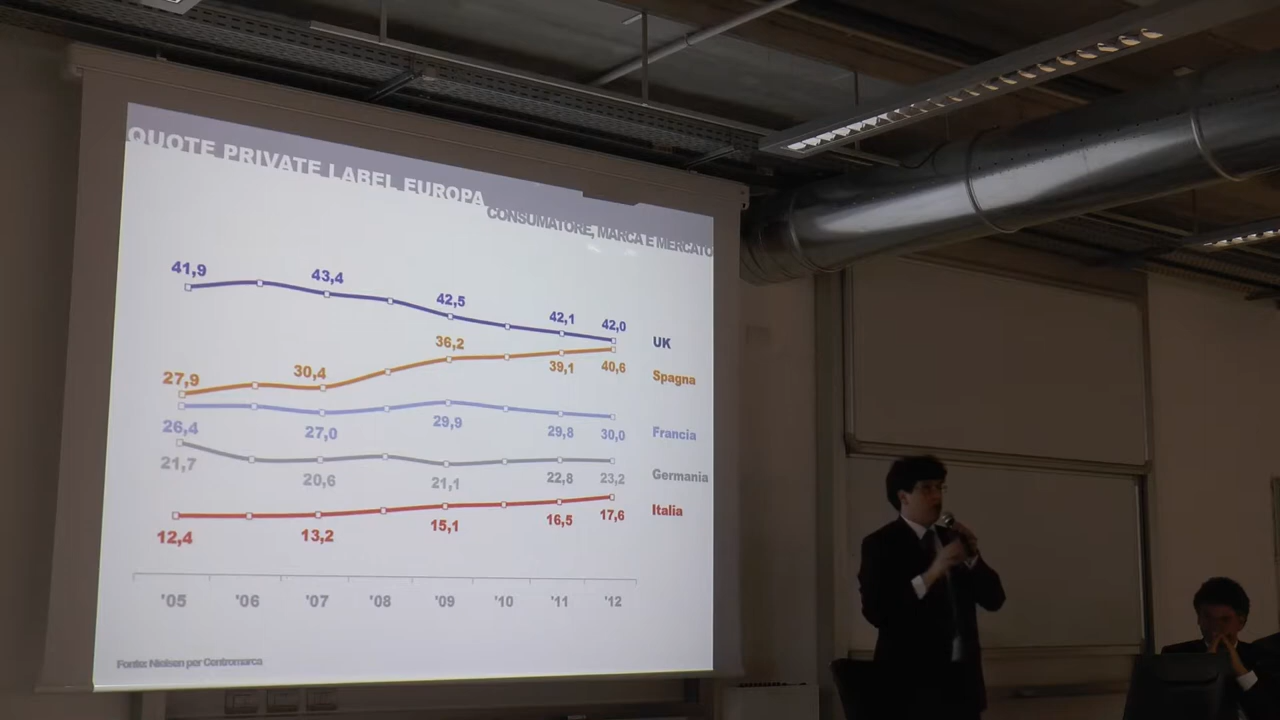 QUOTE PRIVATE LABEL EUROPA
CONSUMATORE, MARCA E MERCATO
41,9 43,4 42,5 42,1 42,0 UK
27,9 30,4 36,2 39,1 40,6 Spagna
26,4 27,0 29,9 29,8 30,0 Francia
21,7 20,6 21,1 22,8 23,2 Germania
12,4 13,2 15,1 16,5 17,6 Italia
'05 '06 '07 '08 '09 '10 '11 '12
Fonte: Nielsen per Centromarca